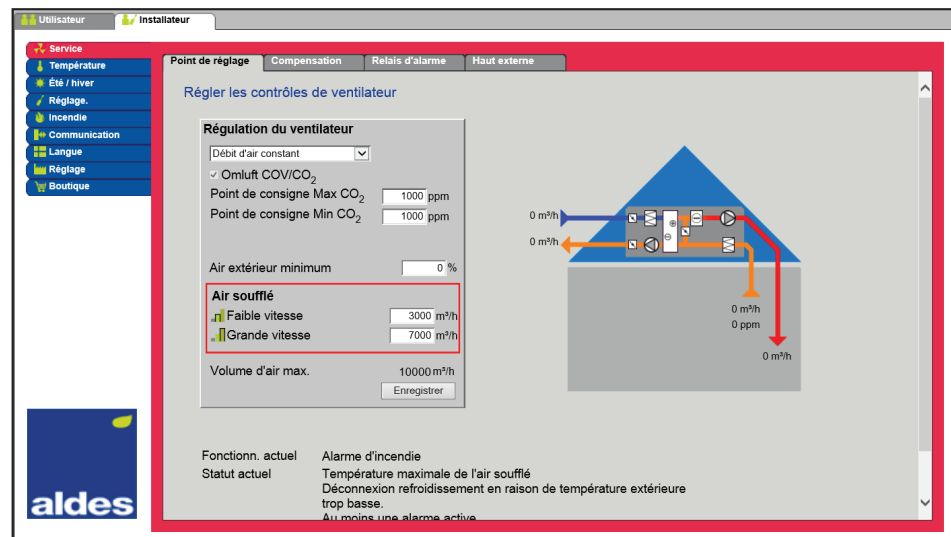 Utilisateur
Installateur
Service
Température
Été / hiver
Réglage.
Incendie
Communication
Langue
Réglage
Boutique
Point de réglage
Compensation
Relais d'alarme
Haut externe
Régler les contrôles de ventilateur
Régulation du ventilateur
Débit d'air constant
Omluft COV/CO2
Point de consigne Max CO2 1000 ppm
Point de consigne Min CO2 1000 ppm
Air extérieur minimum 0 %
Air soufflé
Faible vitesse 3000 m³/h
Grande vitesse 7000 m³/h
Volume d'air max. 10000 m³/h
Enregistrer
0 m³/h
0 m³/h
0 m³/h
0 ppm
0 m³/h
Fonctionn. actuel Alarme d'incendie
Statut actuel Température maximale de l'air soufflé
Déconnexion refroidissement en raison de température extérieure
trop basse.
Au moins une alarme active
aldes